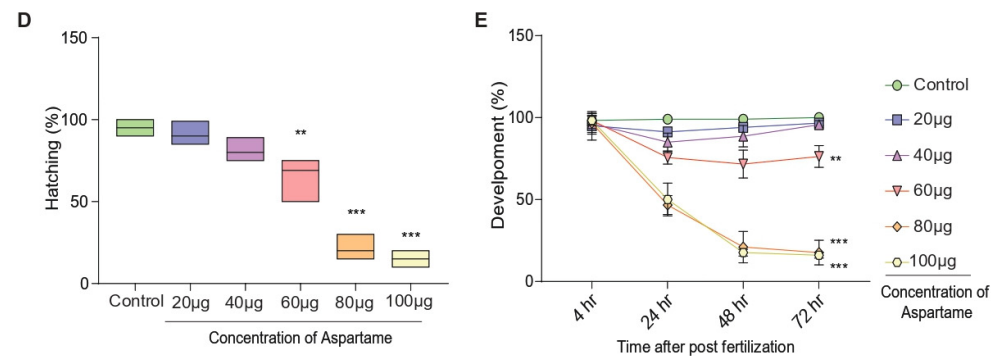 D
150
100
50
0
Hatching (%)
**
***
***
Control 20µg 40µg 60µg 80µg 100µg
Concentration of Aspartame
E
150
100
50
0
Develpoment (%)
**
***
***
4 hr 24 hr 48 hr 72 hr
Time after post fertilization
Control
20µg
40µg
60µg
80µg
100µg
Concentration of
Aspartame